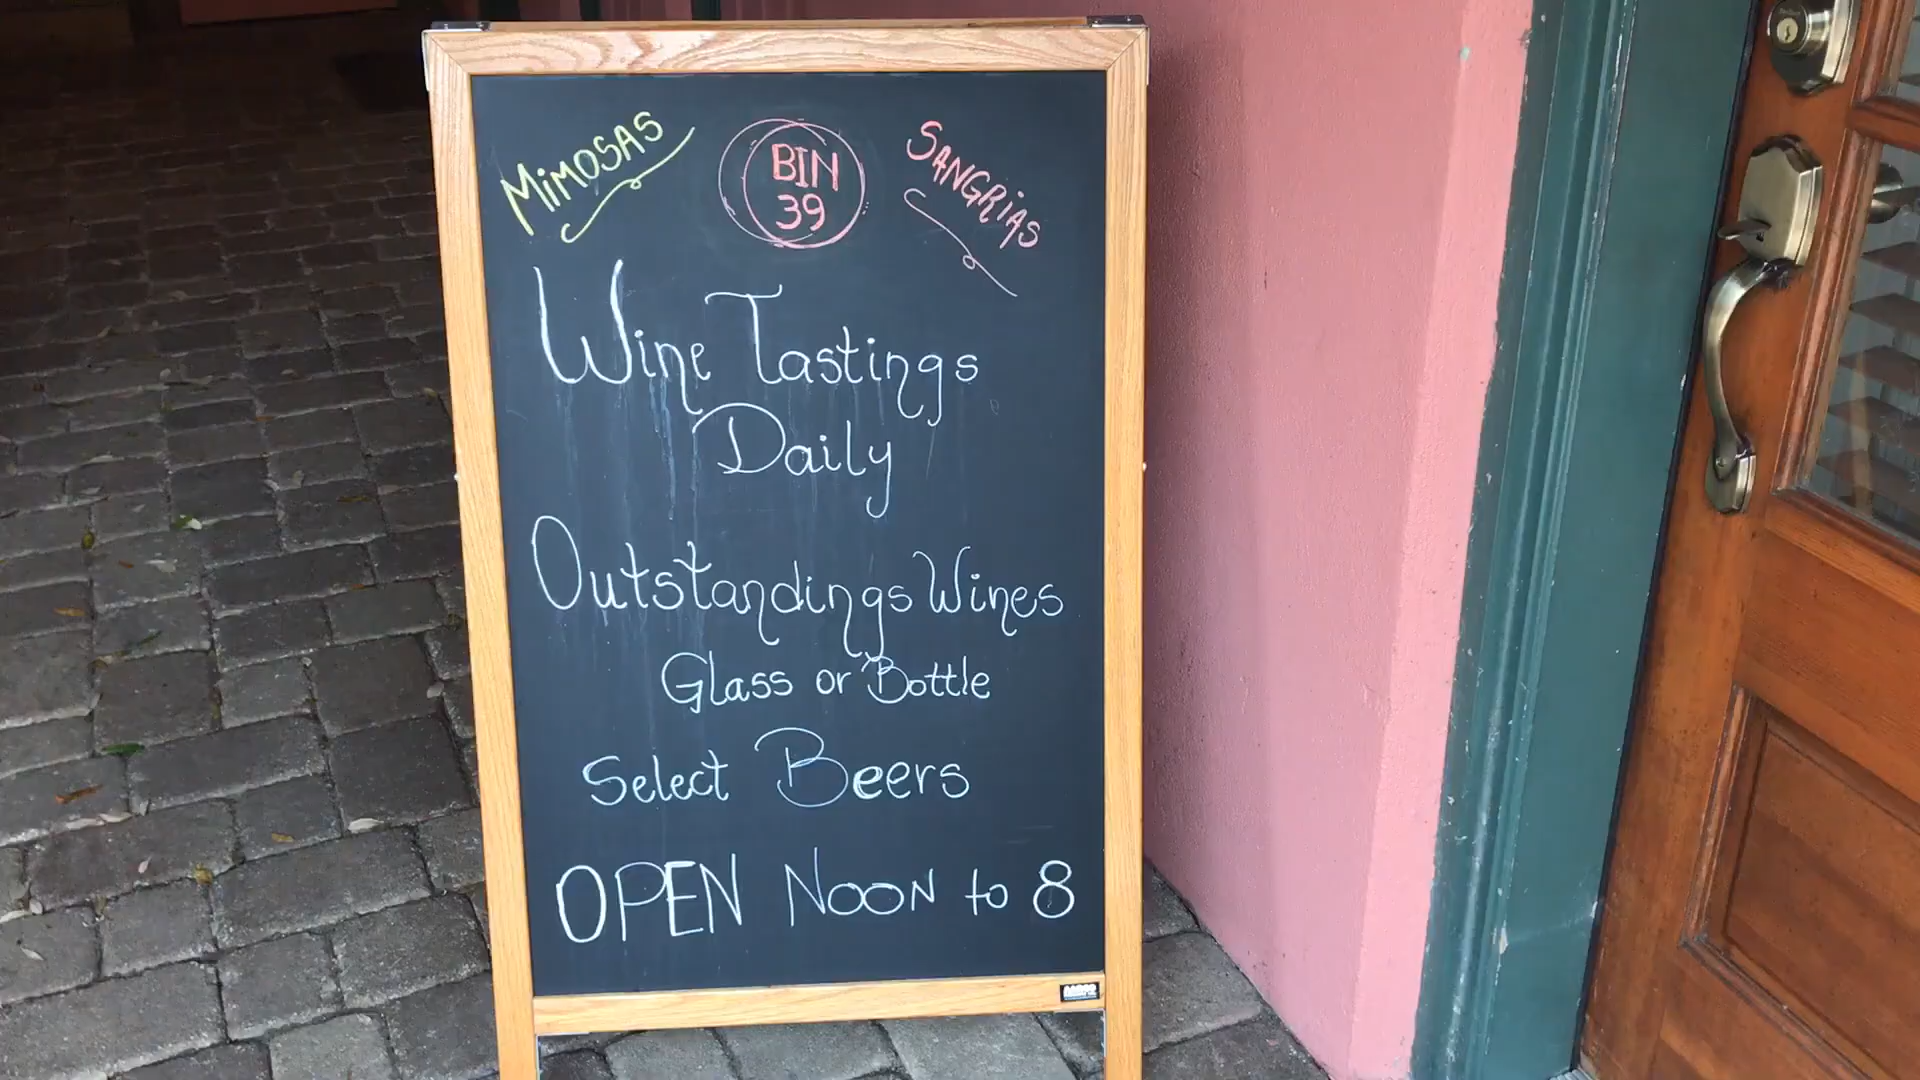 MiMOSAS
BIN
39
SANGRiAS
Wine Tastings
Daily
Outstandings Wines
Glass or Bottle
Select Beers
OPEN NOON to 8